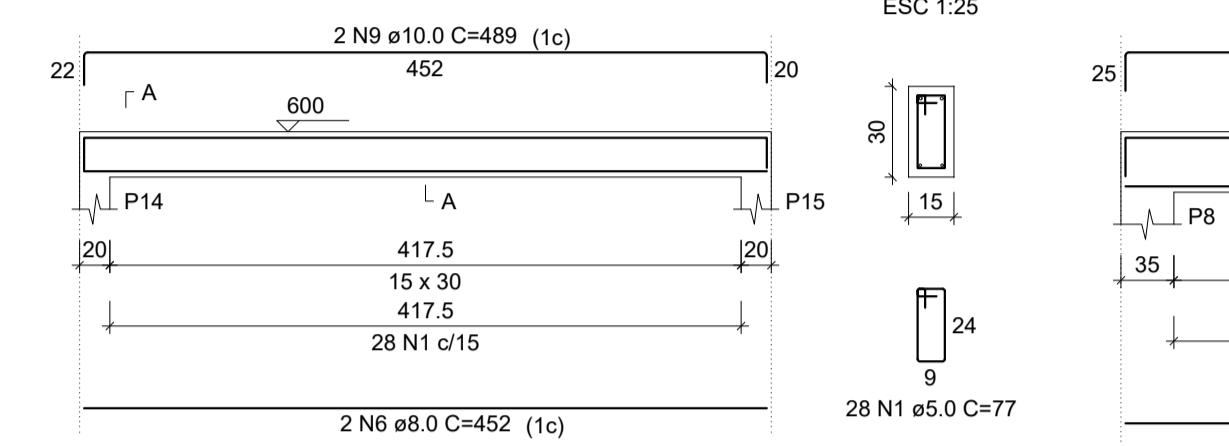 ESC 1:25
2 N9 ø10.0 C=489 (1c)
22
452
20
25
A
600
30
P14
A
P15
15
P8
20
417.5
20
35
15 x 30
417.5
28 N1 c/15
24
9
28 N1 ø5.0 C=77
2 N6 ø8.0 C=452 (1c)